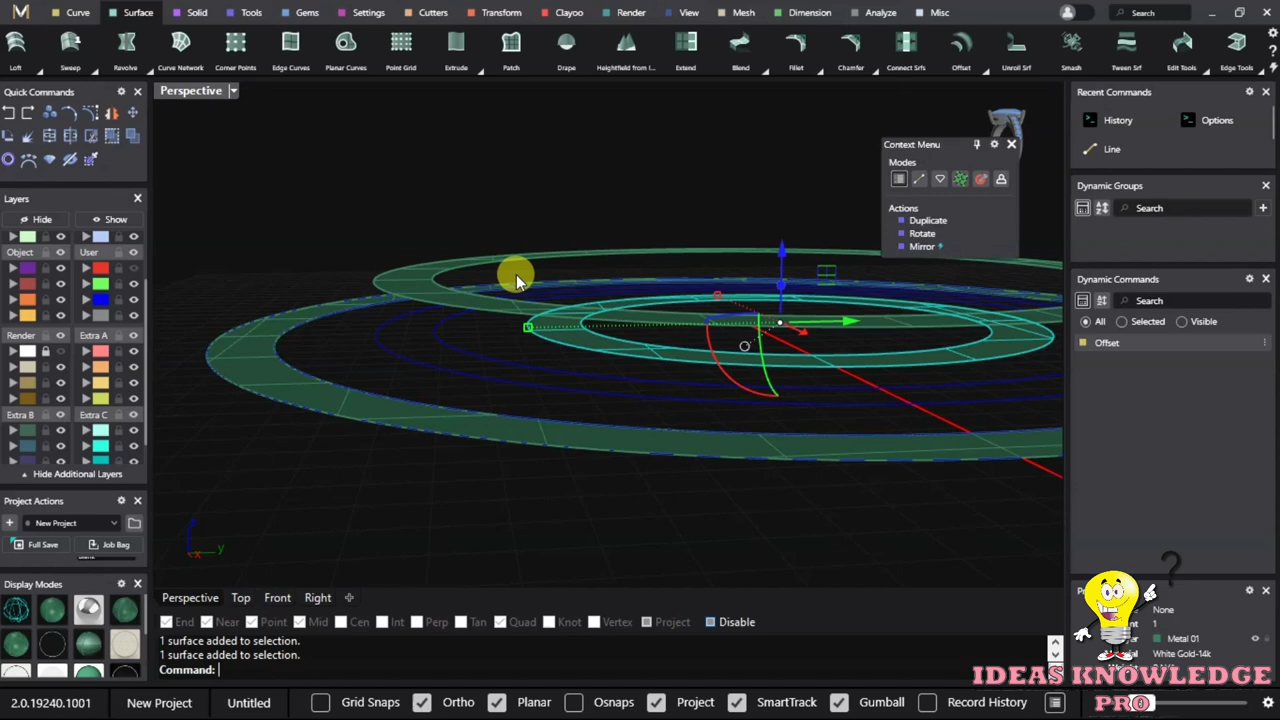 Curve Surface Solid Tools Gems Settings Cutters Transform Clayoo Render View Mesh Dimension Analyze Misc Search
Loft Sweep Revolve Curve Network Corner Points Edge Curves Planar Curves Point Grid Extrude Patch Drape Heightfield from I... Extend Blend Fillet Chamfer Connect Srfs Offset Unroll Srf Smash Tween Srf Edit Tools Edge Tools
Quick Commands
Perspective
Recent Commands
History Options
Line
Context Menu
Modes
Actions
Duplicate
Rotate
Mirror
Dynamic Groups
Search
Dynamic Commands
Search
All Selected Visible
Offset
Layers
Hide Show
Object User
Render Extra A
Extra B Extra C
Hide Additional Layers
Project Actions
New Project
Full Save Job Bag
Display Modes
z
x y
Perspective Top Front Right
End Near Point Mid Cen Int Perp Tan Quad Knot Vertex Project Disable
1 surface added to selection.
1 surface added to selection.
Command:
None
1
Metal 01
White Gold-14k
?
IDEAS KNOWLEDGE
PRO
2.0.19240.1001 New Project Untitled Grid Snaps Ortho Planar Osnaps Project SmartTrack Gumball Record History